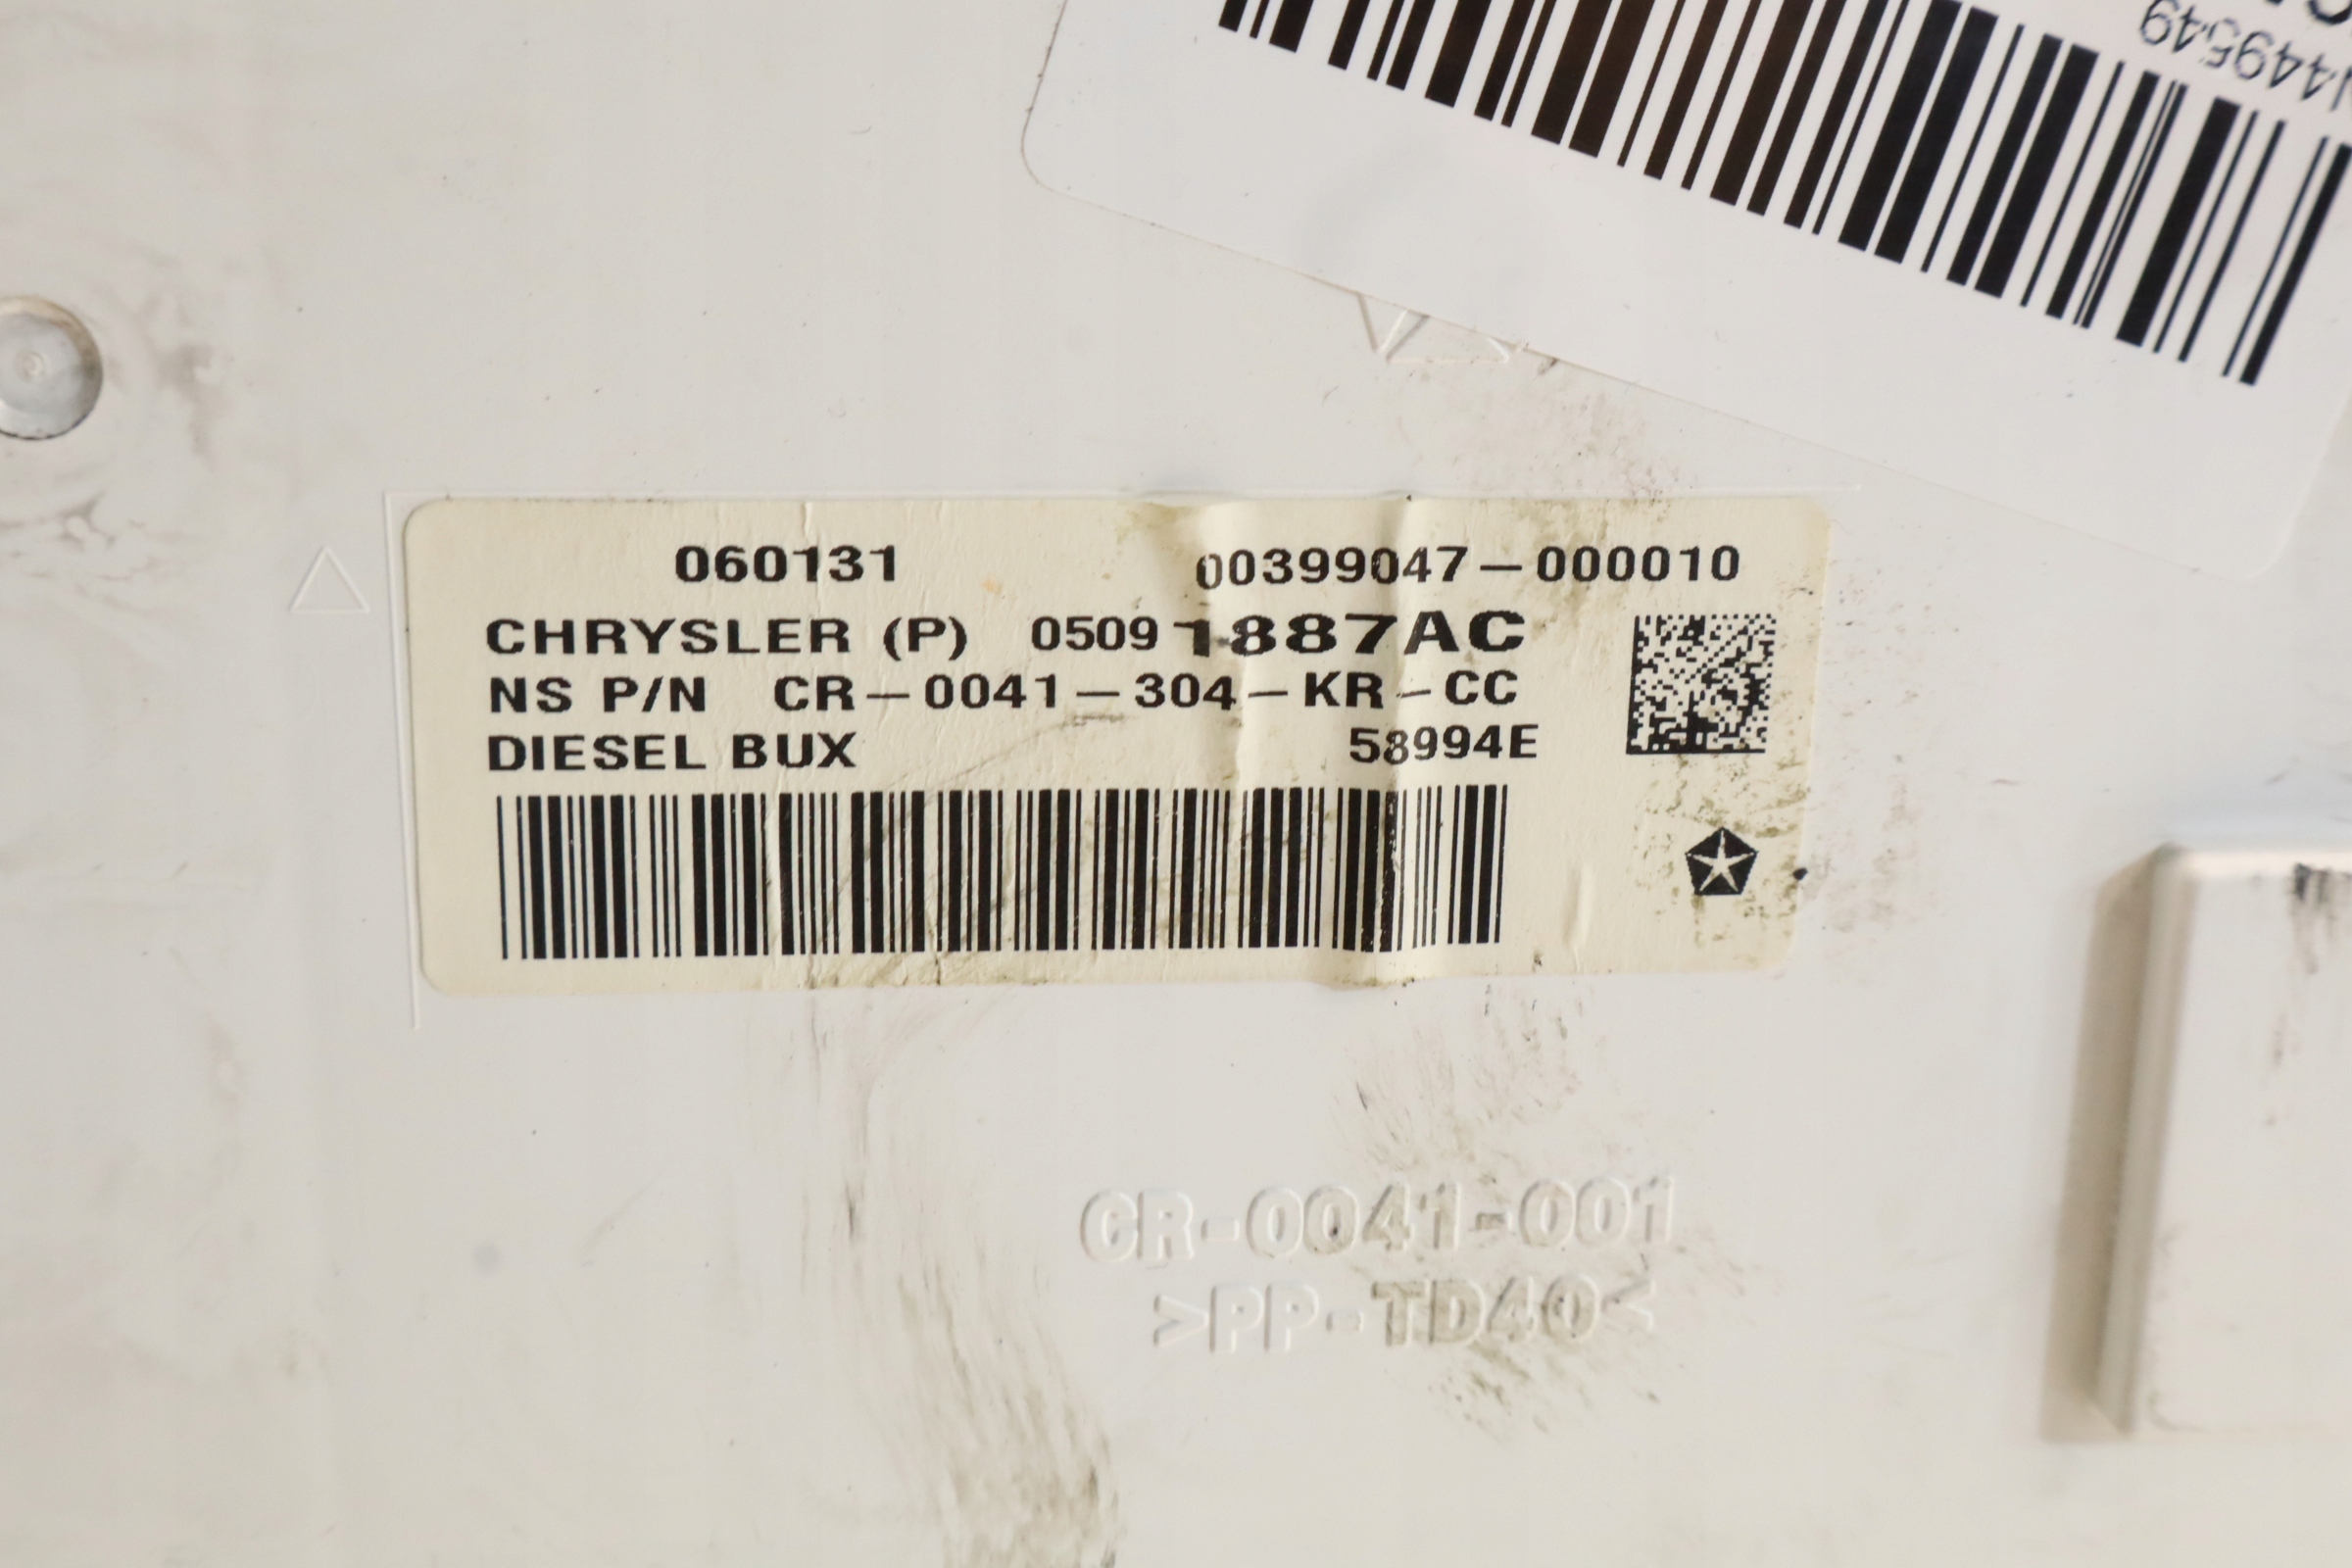 449549
060131 00399047-000010
CHRYSLER (P) 05091887AC
NS P/N CR-0041-304-KR-CC
DIESEL BUX 58994E
CR-0041-001
>PP-TD40<